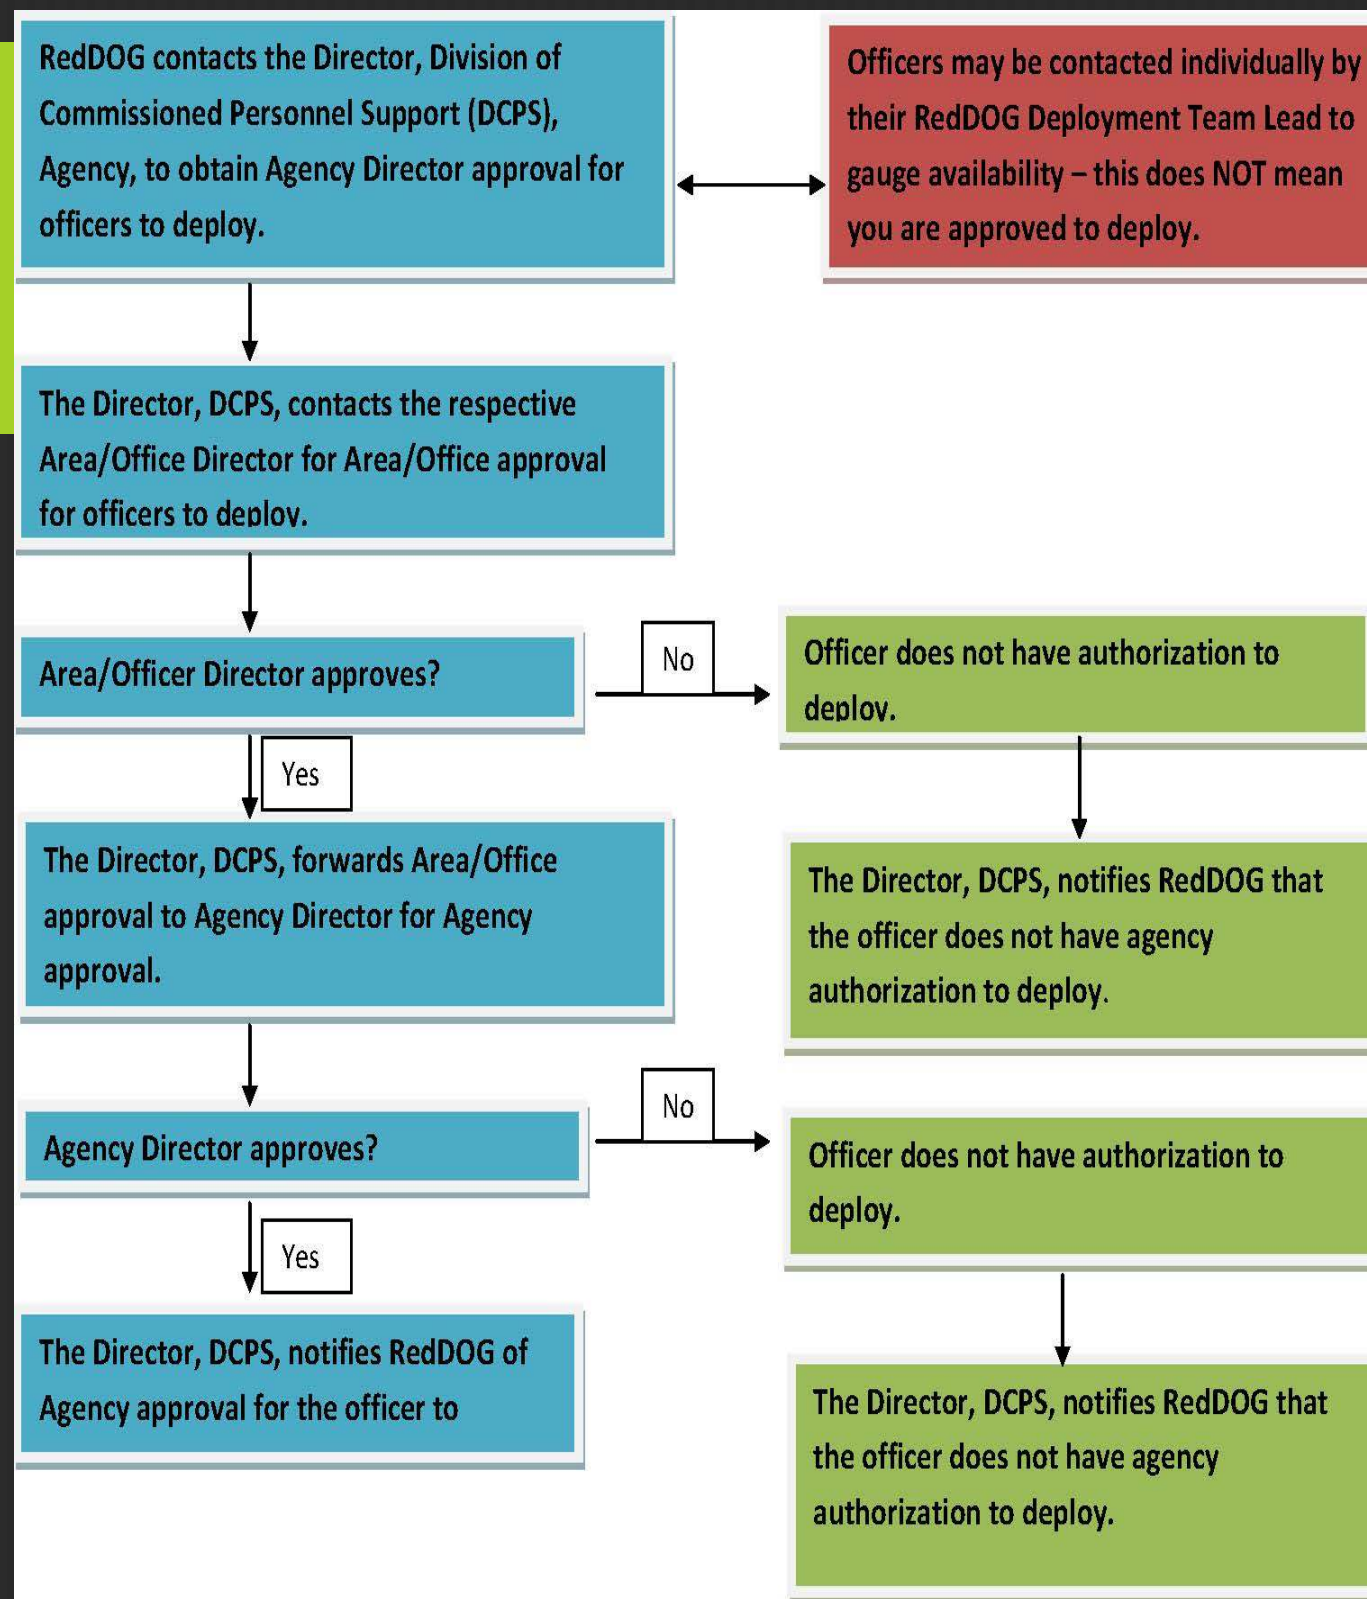 RedDOG contacts the Director, Division of
Commissioned Personnel Support (DCPS),
Agency, to obtain Agency Director approval for
officers to deploy.
Officers may be contacted individually by
their RedDOG Deployment Team Lead to
gauge availability – this does NOT mean
you are approved to deploy.
The Director, DCPS, contacts the respective
Area/Office Director for Area/Office approval
for officers to deploy.
Area/Officer Director approves?
No
Officer does not have authorization to
deploy.
Yes
The Director, DCPS, forwards Area/Office
approval to Agency Director for Agency
approval.
The Director, DCPS, notifies RedDOG that
the officer does not have agency
authorization to deploy.
Agency Director approves?
No
Officer does not have authorization to
deploy.
Yes
The Director, DCPS, notifies RedDOG of
Agency approval for the officer to
The Director, DCPS, notifies RedDOG that
the officer does not have agency
authorization to deploy.